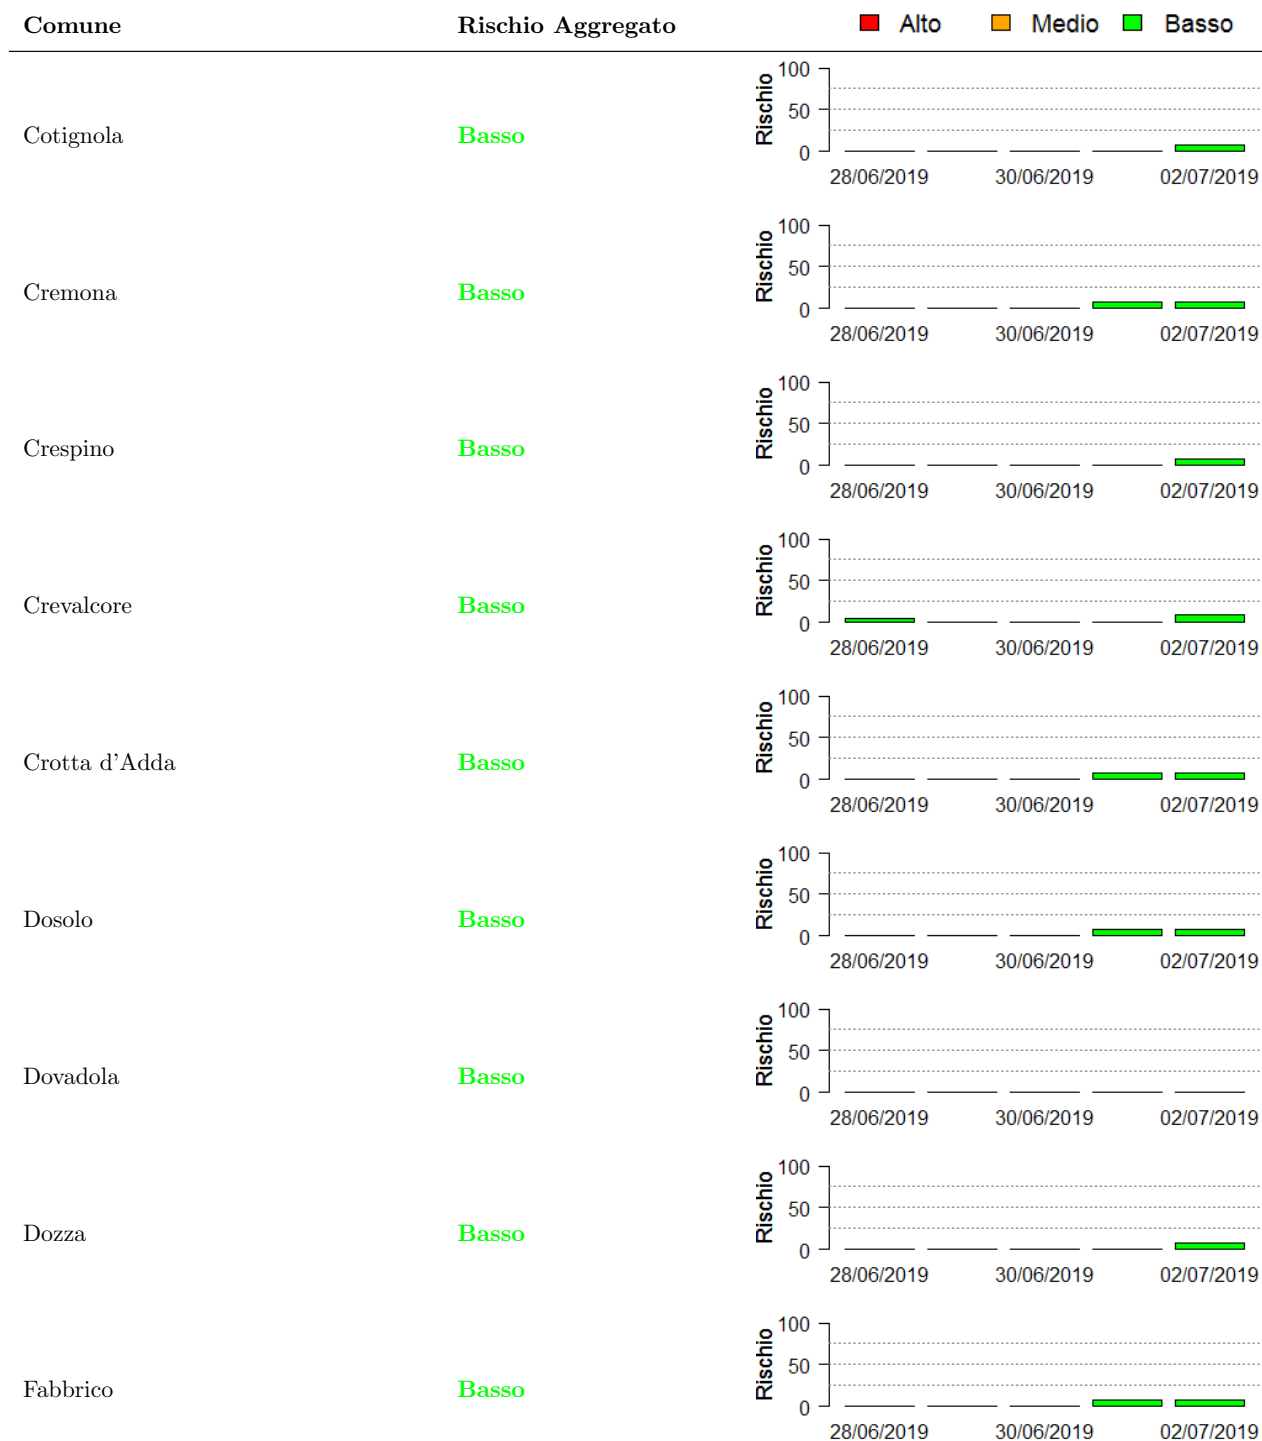 Comune Rischio Aggregato Alto Medio Basso
Cotignola Basso Rischio 100 50 0
28/06/2019 30/06/2019 02/07/2019
Cremona Basso Rischio 100 50 0
28/06/2019 30/06/2019 02/07/2019
Crespino Basso Rischio 100 50 0
28/06/2019 30/06/2019 02/07/2019
Crevalcore Basso Rischio 100 50 0
28/06/2019 30/06/2019 02/07/2019
Crotta d'Adda Basso Rischio 100 50 0
28/06/2019 30/06/2019 02/07/2019
Dosolo Basso Rischio 100 50 0
28/06/2019 30/06/2019 02/07/2019
Dovadola Basso Rischio 100 50 0
28/06/2019 30/06/2019 02/07/2019
Dozza Basso Rischio 100 50 0
28/06/2019 30/06/2019 02/07/2019
Fabbrico Basso Rischio 100 50 0
28/06/2019 30/06/2019 02/07/2019